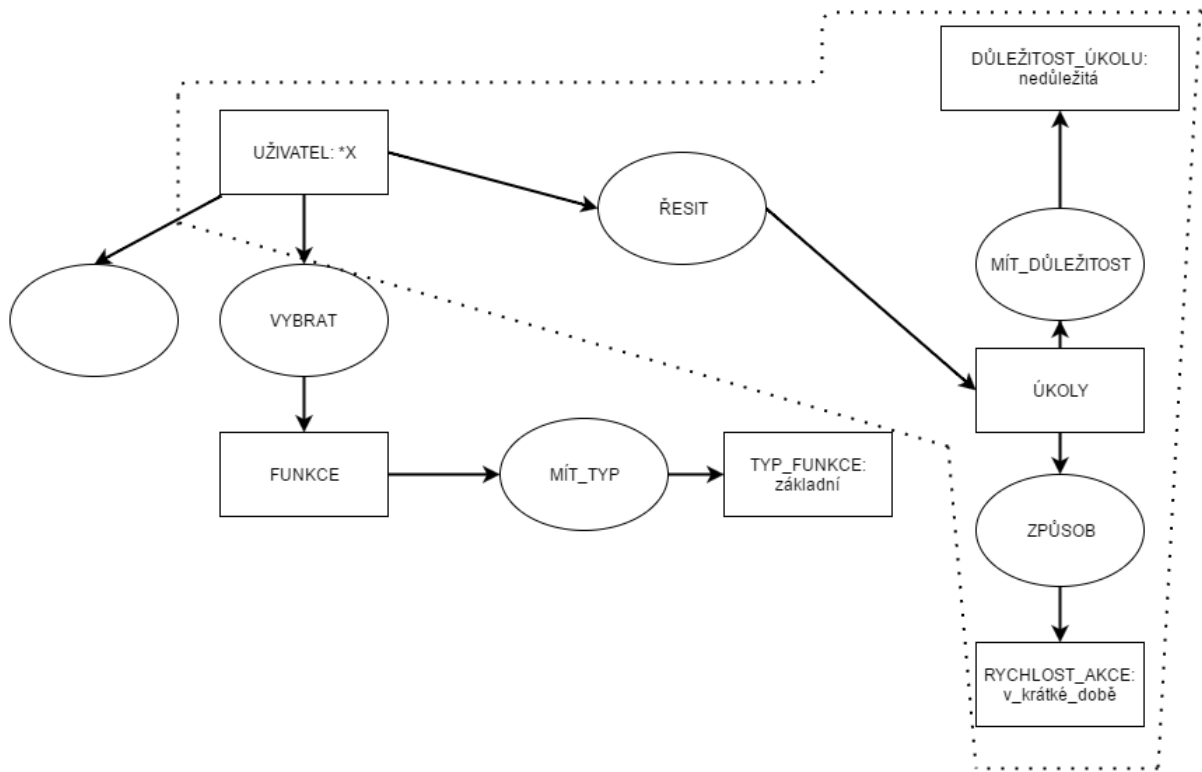 DŮLEŽITOST_ÚKOLU:
nedůležitá
UŽIVATEL: *X
ŘESIT
MÍT_DŮLEŽITOST
VYBRAT
ÚKOLY
FUNKCE
MÍT_TYP
TYP_FUNKCE:
základní
ZPŮSOB
RYCHLOST_AKCE:
v_krátké_době